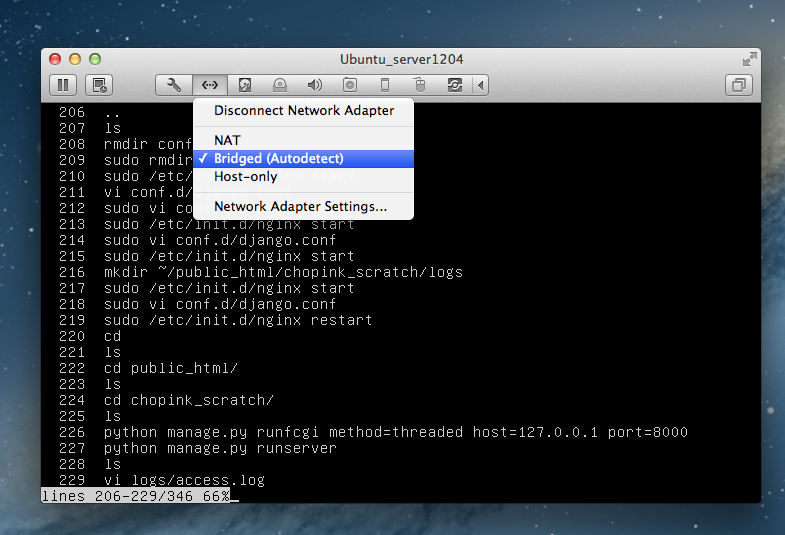 Ubuntu_server1204
Disconnect Network Adapter
NAT
✓ Bridged (Autodetect)
Host-only
Network Adapter Settings...
206 ..
207 ls
208 rmdir conf
209 sudo rmdir
210 sudo /etc/init.d/nginx start
211 vi conf.d/
212 sudo vi co
213 sudo /etc/init.d/nginx start
214 sudo vi conf.d/django.conf
215 sudo /etc/init.d/nginx start
216 mkdir ~/public_html/chopink_scratch/logs
217 sudo /etc/init.d/nginx start
218 sudo vi conf.d/django.conf
219 sudo /etc/init.d/nginx restart
220 cd
221 ls
222 cd public_html/
223 ls
224 cd chopink_scratch/
225 ls
226 python manage.py runfcgi method=threaded host=127.0.0.1 port=8000
227 python manage.py runserver
228 ls
229 vi logs/access.log
lines 206-229/346 66%